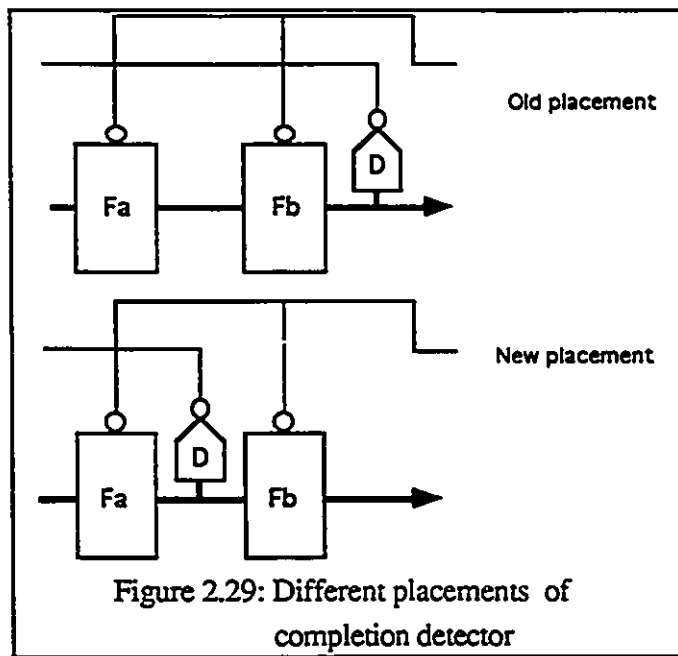 Old placement
D
Fa
Fb
New placement
D
Fa
Fb
Figure 2.29: Different placements of
completion detector